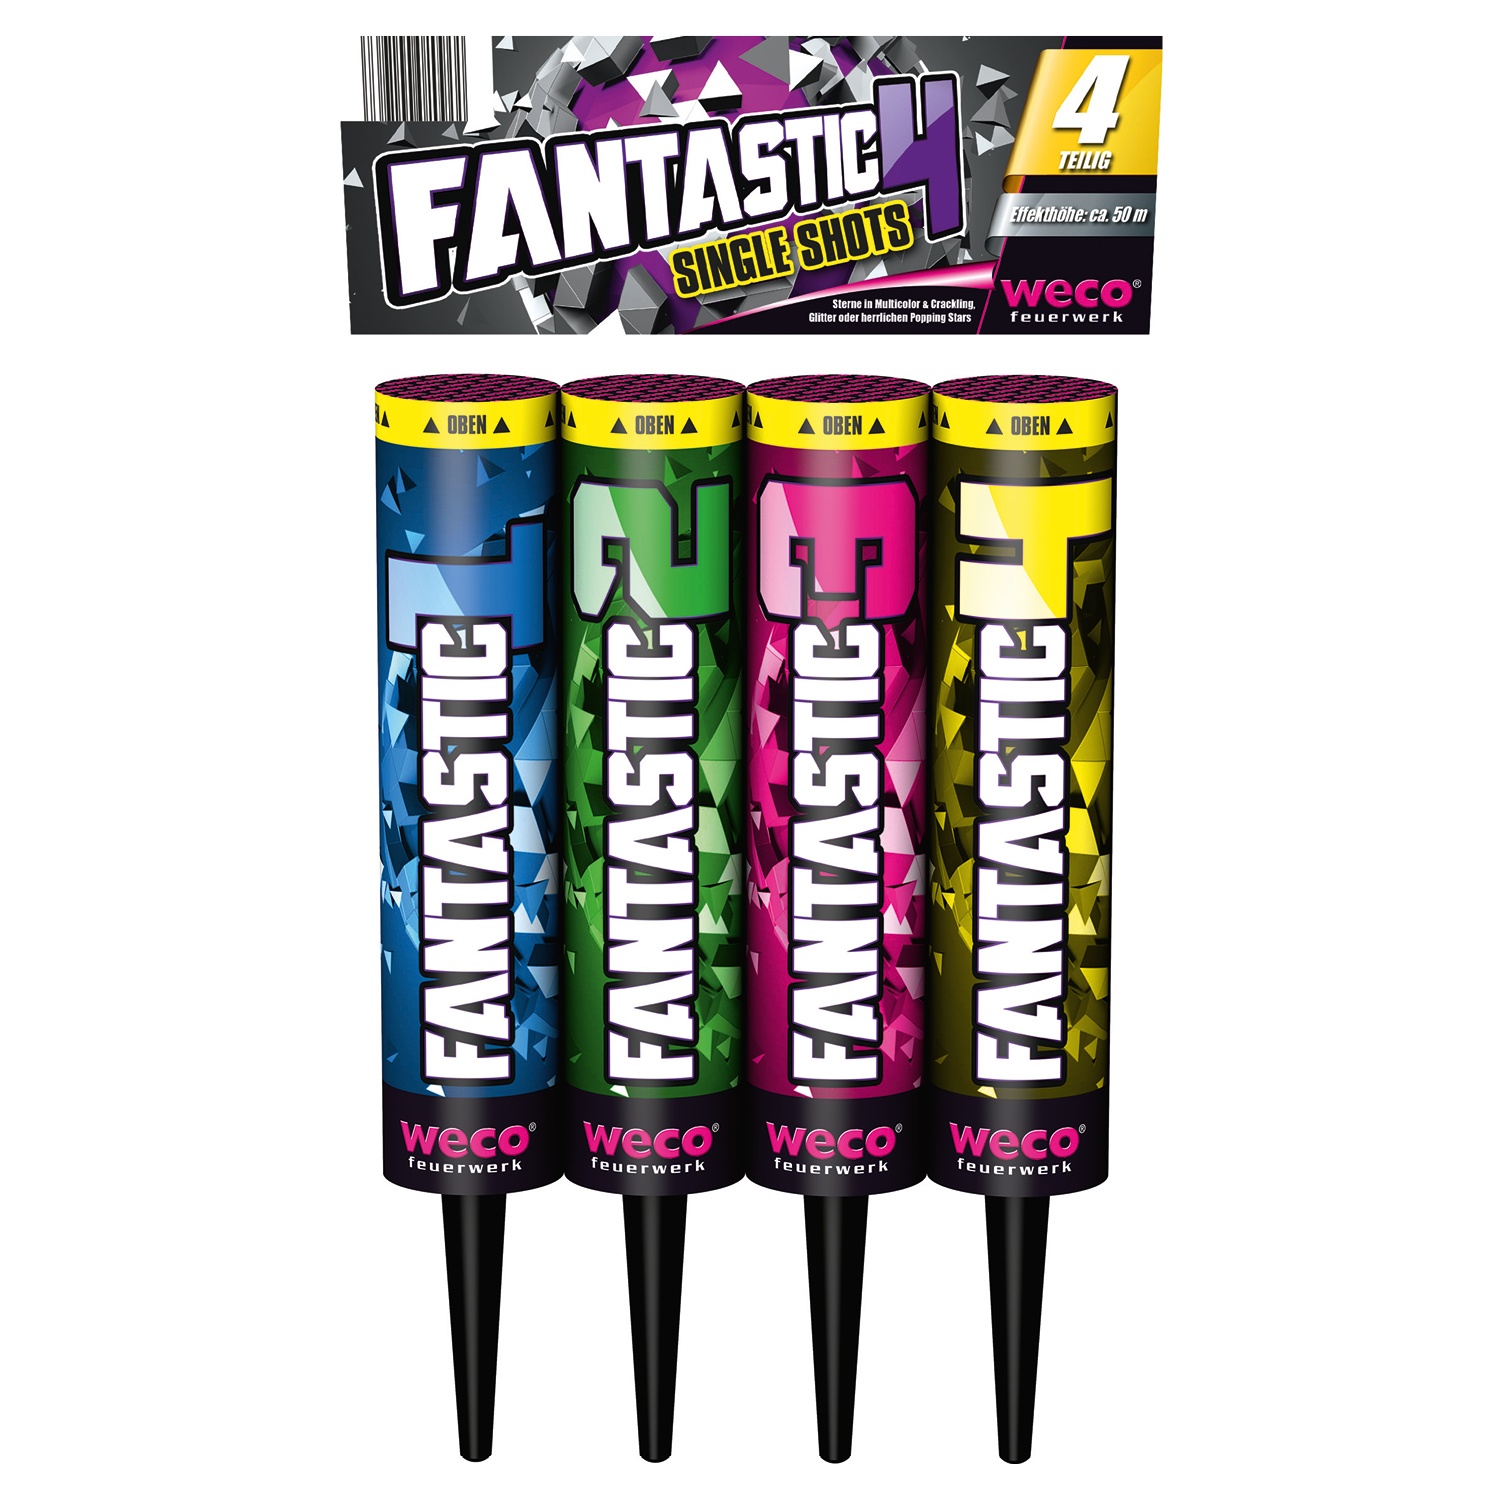 FANTASTIC 4
SINGLE SHOTS
4
TEILIG
Effekthöhe: ca. 50 m
Sterne in Multicolor & Crackling,
Glitter oder herrlichen Popping Stars
weco®
feuerwerk
▲ OBEN ▲
FANTASTIC 1
weco®
feuerwerk
▲ OBEN ▲
FANTASTIC 2
weco®
feuerwerk
▲ OBEN ▲
FANTASTIC 3
weco®
feuerwerk
▲ OBEN ▲
FANTASTIC 4
weco®
feuerwerk